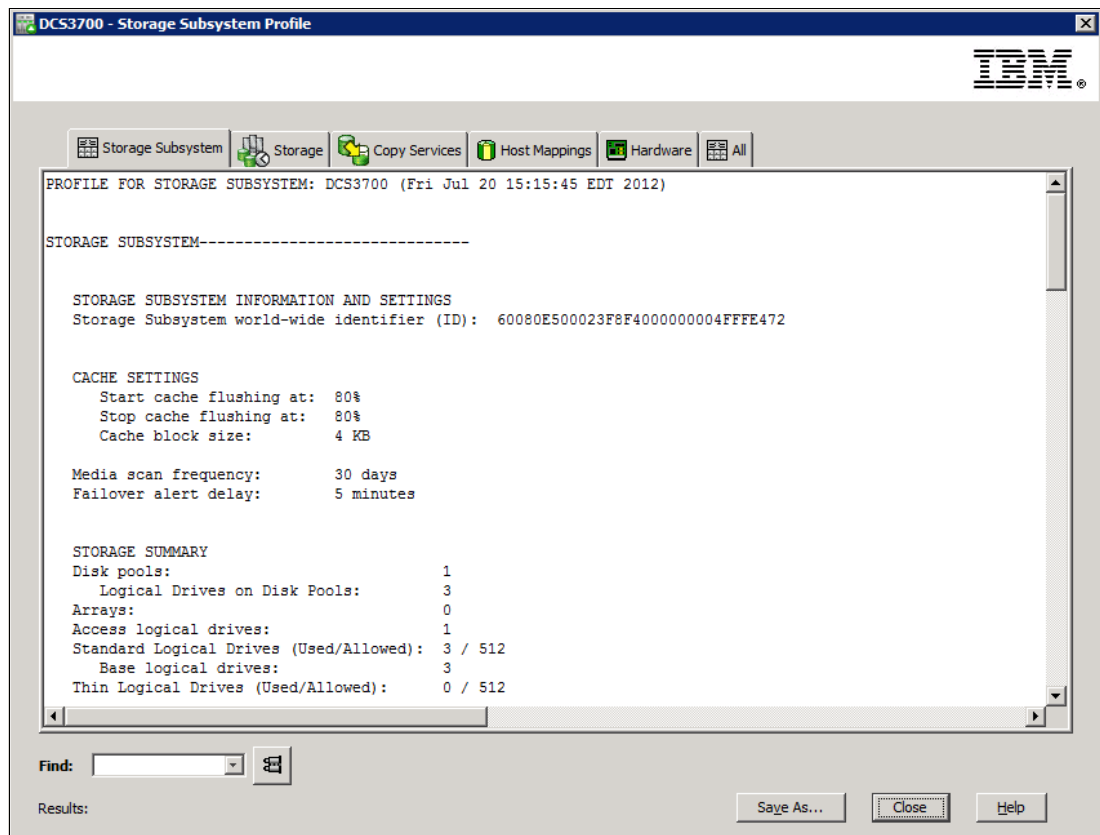 DCS3700 - Storage Subsystem Profile
IBM®
Storage Subsystem Storage Copy Services Host Mappings Hardware All
PROFILE FOR STORAGE SUBSYSTEM: DCS3700 (Fri Jul 20 15:15:45 EDT 2012)
STORAGE SUBSYSTEM------------------------------
STORAGE SUBSYSTEM INFORMATION AND SETTINGS
Storage Subsystem world-wide identifier (ID): 60080E500023F8F4000000004FFFE472
CACHE SETTINGS
Start cache flushing at: 80%
Stop cache flushing at: 80%
Cache block size: 4 KB
Media scan frequency: 30 days
Failover alert delay: 5 minutes
STORAGE SUMMARY
Disk pools: 1
Logical Drives on Disk Pools: 3
Arrays: 0
Access logical drives: 1
Standard Logical Drives (Used/Allowed): 3 / 512
Base logical drives: 3
Thin Logical Drives (Used/Allowed): 0 / 512
Find:
Results:
Save As... Close Help